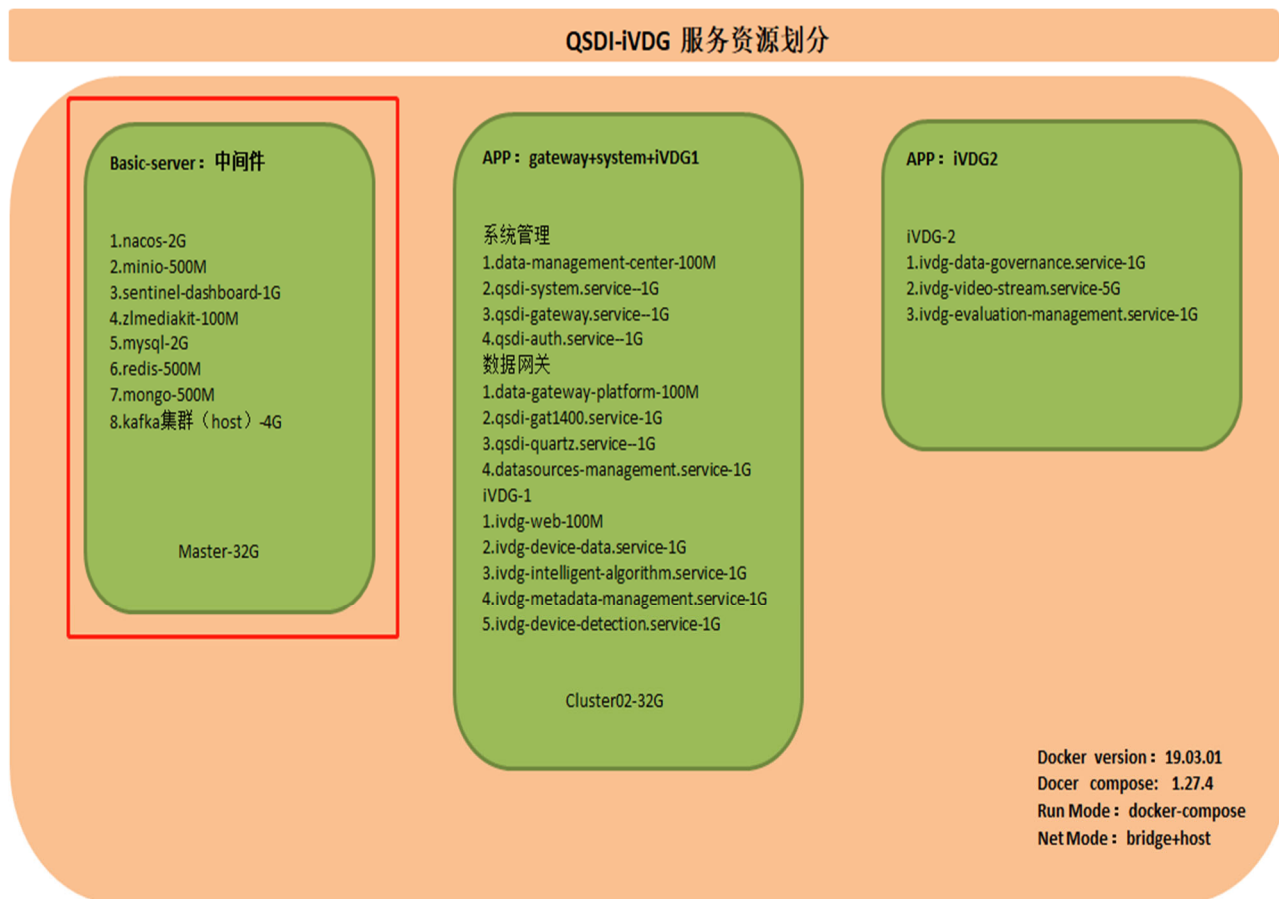 QSDI-iVDG 服务资源划分
Basic-server：中间件
1.nacos-2G
2.minio-500M
3.sentinel-dashboard-1G
4.zlmediakit-100M
5.mysql-2G
6.redis-500M
7.mongo-500M
8.kafka集群（host）-4G
Master-32G
APP：gateway+system+iVDG1
系统管理
1.data-management-center-100M
2.qsdi-system.service--1G
3.qsdi-gateway.service--1G
4.qsdi-auth.service--1G
数据网关
1.data-gateway-platform-100M
2.qsdi-gat1400.service-1G
3.qsdi-quartz.service--1G
4.datasources-management.service-1G
iVDG-1
1.ivdg-web-100M
2.ivdg-device-data.service-1G
3.ivdg-intelligent-algorithm.service-1G
4.ivdg-metadata-management.service-1G
5.ivdg-device-detection.service-1G
Cluster02-32G
APP：iVDG2
iVDG-2
1.ivdg-data-governance.service-1G
2.ivdg-video-stream.service-5G
3.ivdg-evaluation-management.service-1G
Docker version：19.03.01
Docer compose: 1.27.4
Run Mode：docker-compose
Net Mode：bridge+host